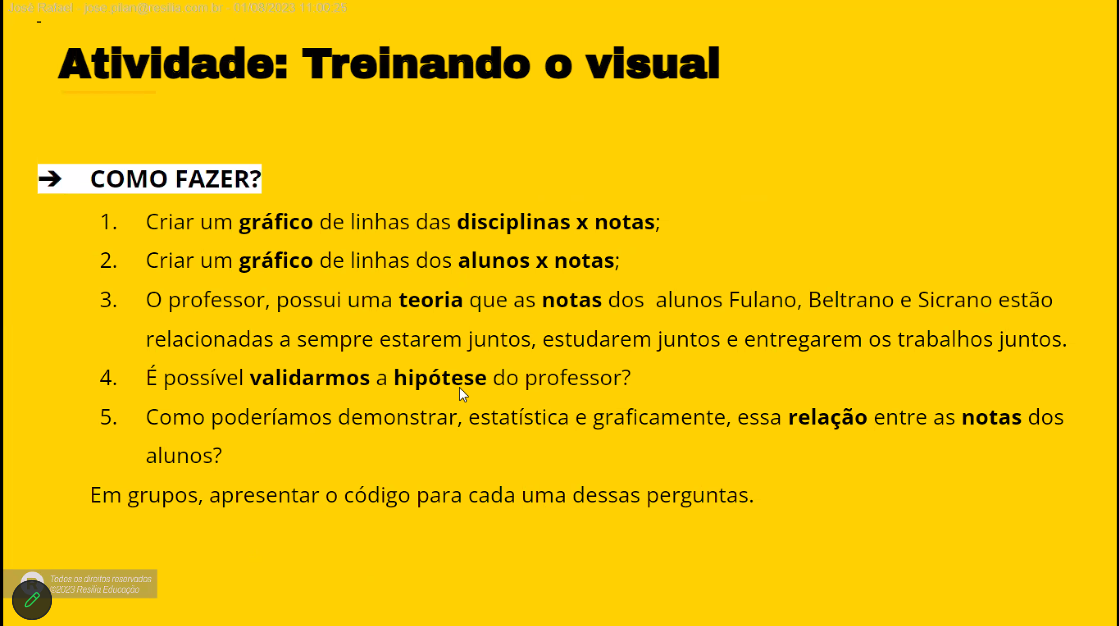 José Rafael - jose.pitan@resilia.com.br - 01/08/2023 11:00:26
Atividade: Treinando o visual
➔ COMO FAZER?
1. Criar um gráfico de linhas das disciplinas x notas;
2. Criar um gráfico de linhas dos alunos x notas;
3. O professor, possui uma teoria que as notas dos alunos Fulano, Beltrano e Sicrano estão
relacionadas a sempre estarem juntos, estudarem juntos e entregarem os trabalhos juntos.
4. É possível validarmos a hipótese do professor?
5. Como poderíamos demonstrar, estatística e graficamente, essa relação entre as notas dos
alunos?
Em grupos, apresentar o código para cada uma dessas perguntas.
Todos os direitos reservados
©2023 Resilia Educação